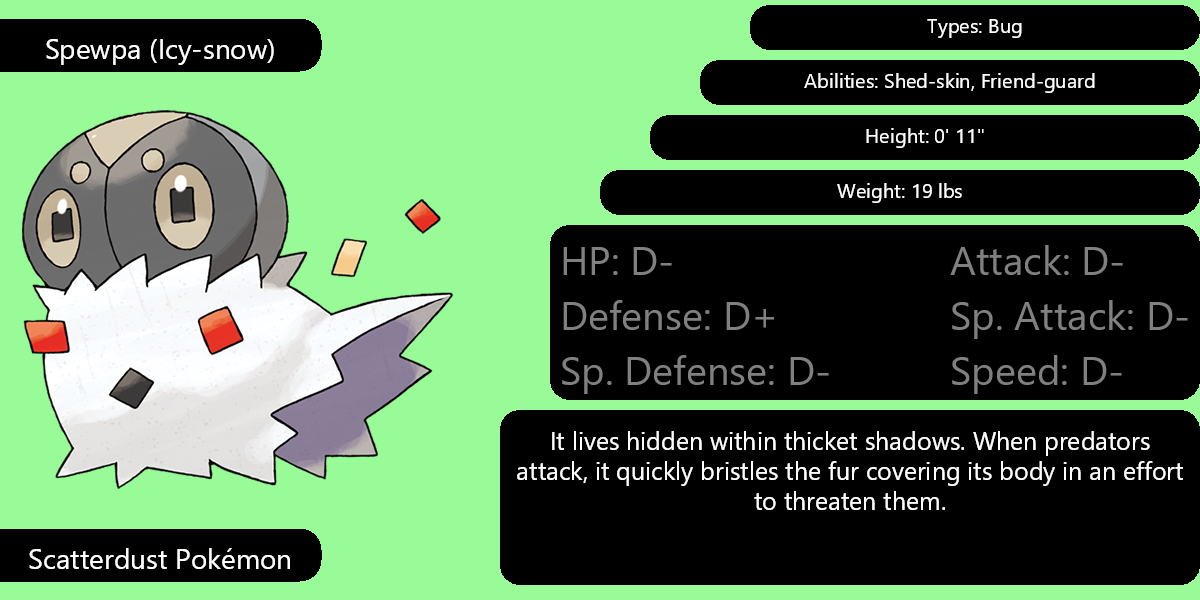 Spewpa (Icy-snow)
Types: Bug
Abilities: Shed-skin, Friend-guard
Height: 0' 11"
Weight: 19 lbs
HP: D-
Attack: D-
Defense: D+
Sp. Attack: D-
Sp. Defense: D-
Speed: D-
It lives hidden within thicket shadows. When predators
attack, it quickly bristles the fur covering its body in an effort
to threaten them.
Scatterdust Pokémon